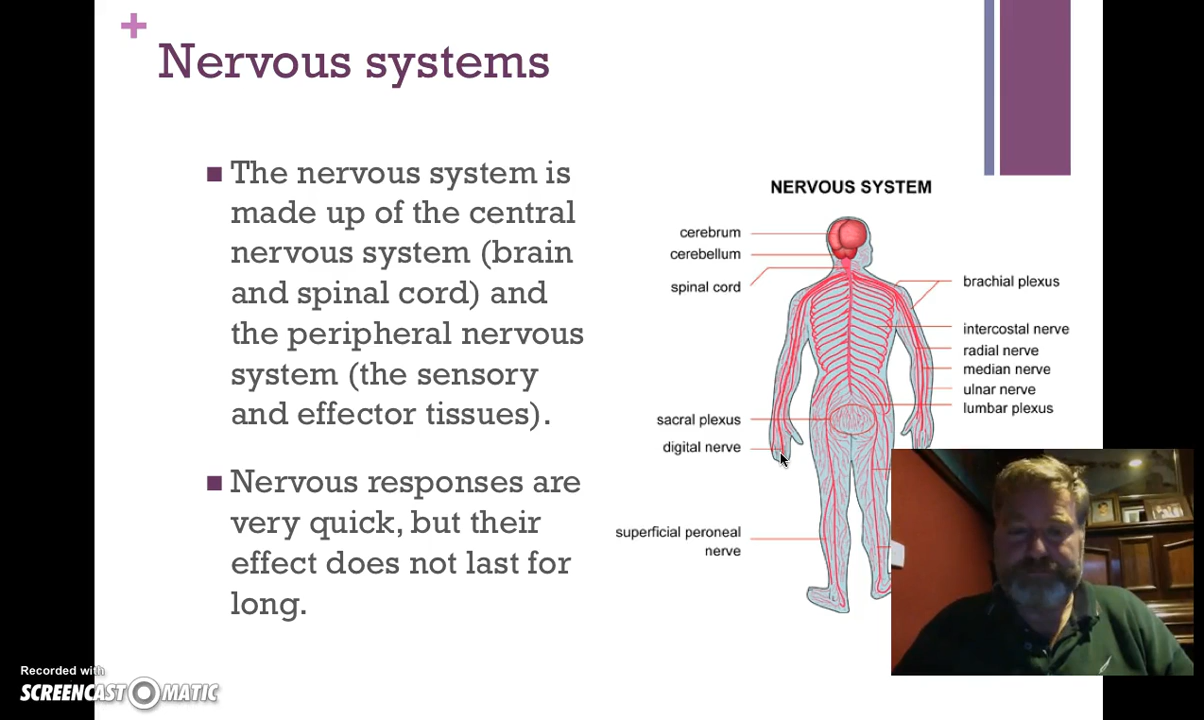 +
Nervous systems
The nervous system is
made up of the central
nervous system (brain
and spinal cord) and
the peripheral nervous
system (the sensory
and effector tissues).
Nervous responses are
very quick, but their
effect does not last for
long.
NERVOUS SYSTEM
cerebrum
cerebellum
spinal cord
sacral plexus
digital nerve
superficial peroneal
nerve
brachial plexus
intercostal nerve
radial nerve
median nerve
ulnar nerve
lumbar plexus
Recorded with
SCREENCAST MATIC